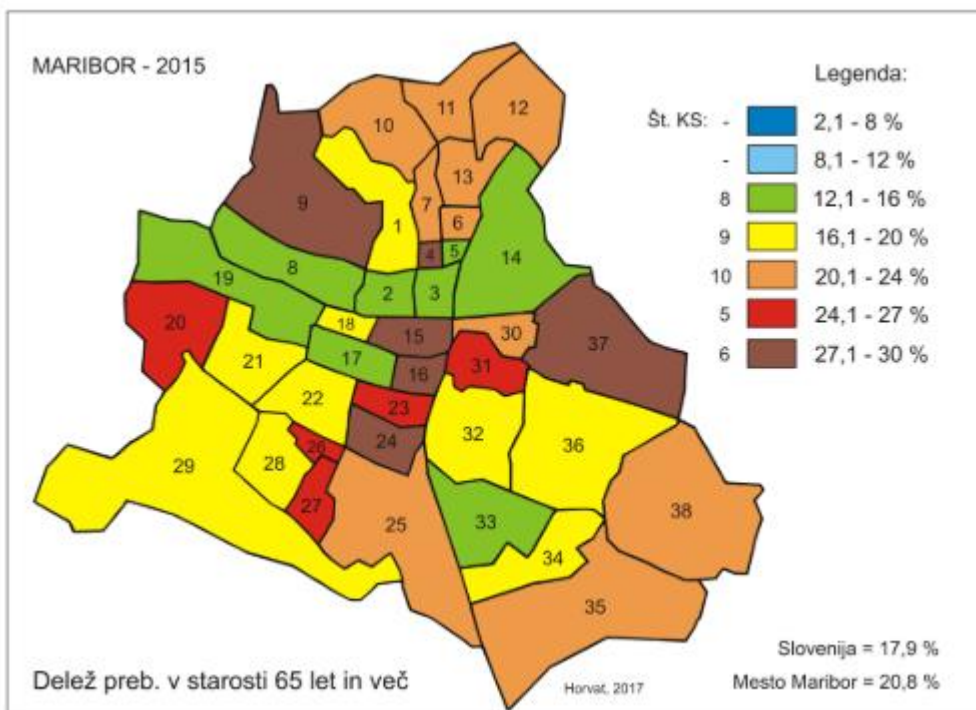 MARIBOR - 2015
Legenda:
Št. KS: - 2,1 - 8 %
- 8,1 - 12 %
8 12,1 - 16 %
9 16,1 - 20 %
10 20,1 - 24 %
5 24,1 - 27 %
6 27,1 - 30 %
11
12
10
13
7
9
6
1
4
5
14
8
19
2
3
18
20
15
30
37
17
31
21
16
22
23
32
24
26
36
29
28
27
25
33
38
34
35
Slovenija = 17,9 %
Delež preb. v starosti 65 let in več
Horvat, 2017
Mesto Maribor = 20,8 %